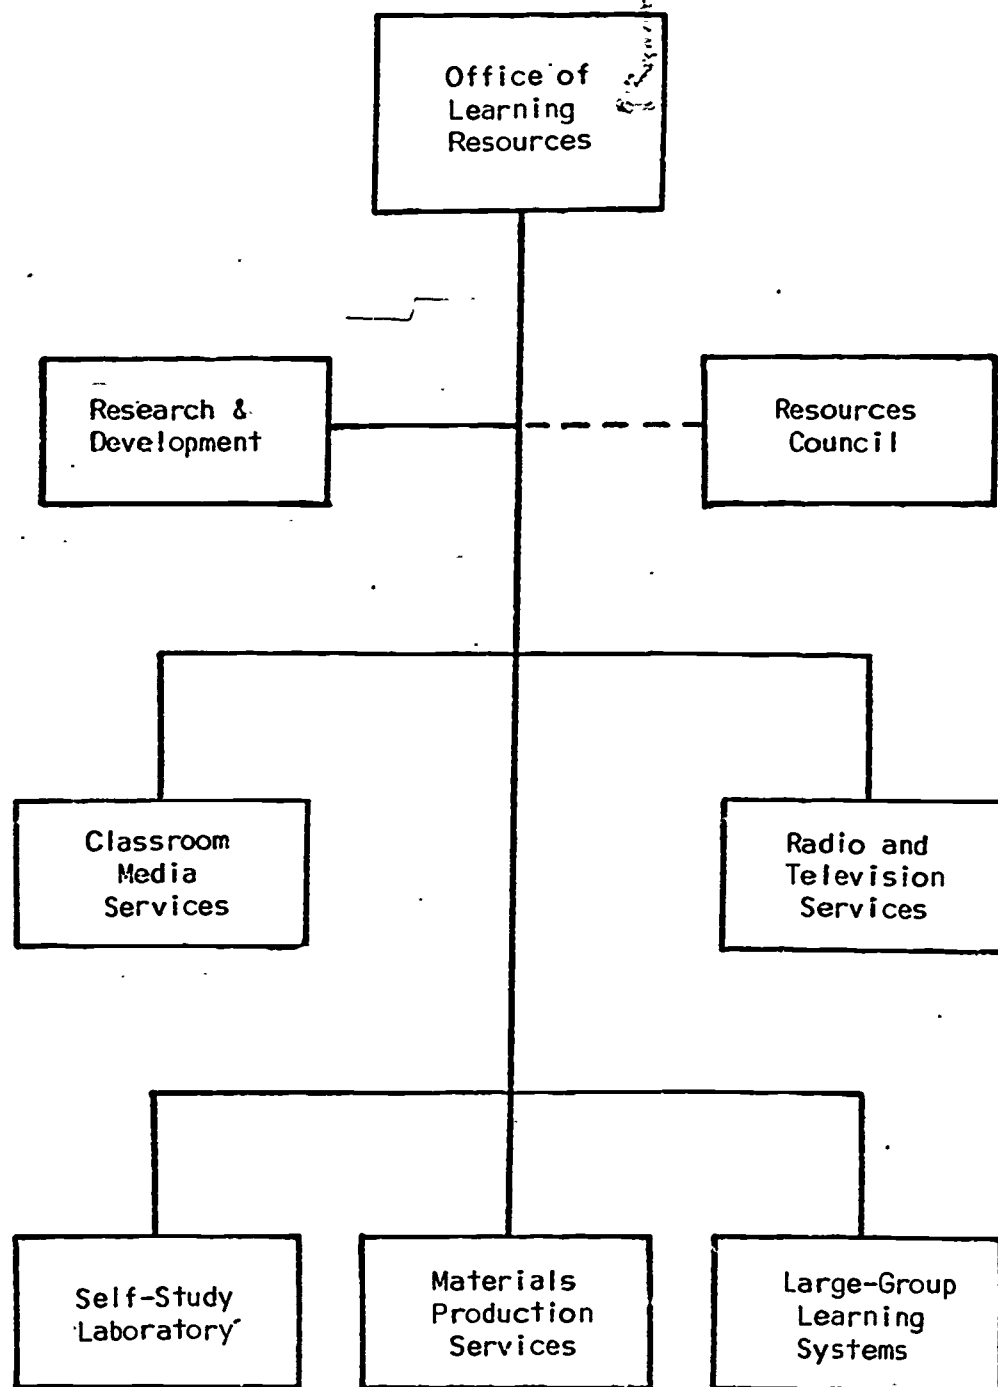 Office of
Learning
Resources
Research &
Development
Resources
Council
Classroom
Media
Services
Radio and
Television
Services
Self-Study
Laboratory
Materials
Production
Services
Large-Group
Learning
Systems